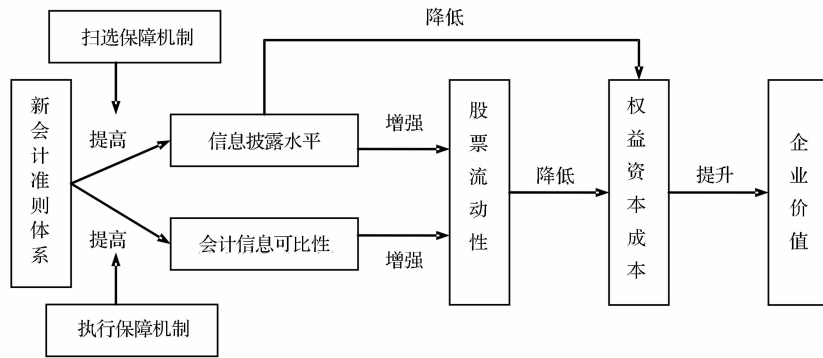 扫选保障机制
降低
新会计准则体系
提高
信息披露水平
增强
股票流动性
降低
权益资本成本
提升
企业价值
提高
会计信息可比性
增强
执行保障机制